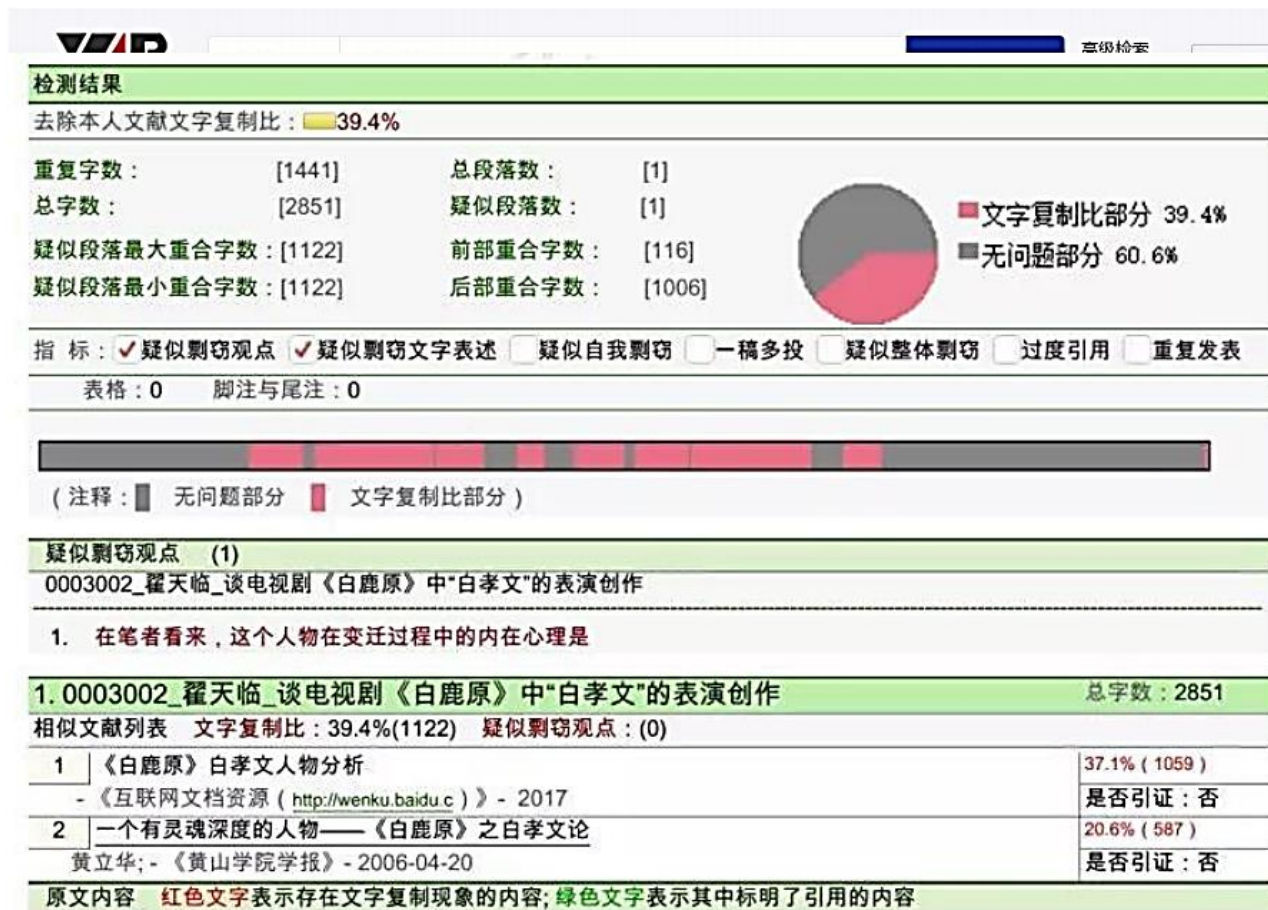 高级检索
检测结果
去除本人文献文字复制比：39.4%
重复字数： [1441] 总段落数： [1]
总字数： [2851] 疑似段落数： [1]
疑似段落最大重合字数：[1122] 前部重合字数： [116]
疑似段落最小重合字数：[1122] 后部重合字数： [1006]
文字复制比部分 39.4%
无问题部分 60.6%
指 标：疑似剽窃观点 疑似剽窃文字表述 疑似自我剽窃 一稿多投 疑似整体剽窃 过度引用 重复发表
表格：0 脚注与尾注：0
（注释： 无问题部分 文字复制比部分）
疑似剽窃观点 (1)
0003002_翟天临_谈电视剧《白鹿原》中“白孝文”的表演创作
1. 在笔者看来，这个人物在变迁过程中的内在心理是
1. 0003002_翟天临_谈电视剧《白鹿原》中“白孝文”的表演创作 总字数：2851
相似文献列表 文字复制比：39.4%(1122) 疑似剽窃观点：(0)
1 《白鹿原》白孝文人物分析 37.1%（1059）
- 《互联网文档资源（http://wenku.baidu.c）》- 2017 是否引证：否
2 一个有灵魂深度的人物——《白鹿原》之白孝文论 20.6%（587）
黄立华; - 《黄山学院学报》- 2006-04-20 是否引证：否
原文内容 红色文字表示存在文字复制现象的内容; 绿色文字表示其中标明了引用的内容